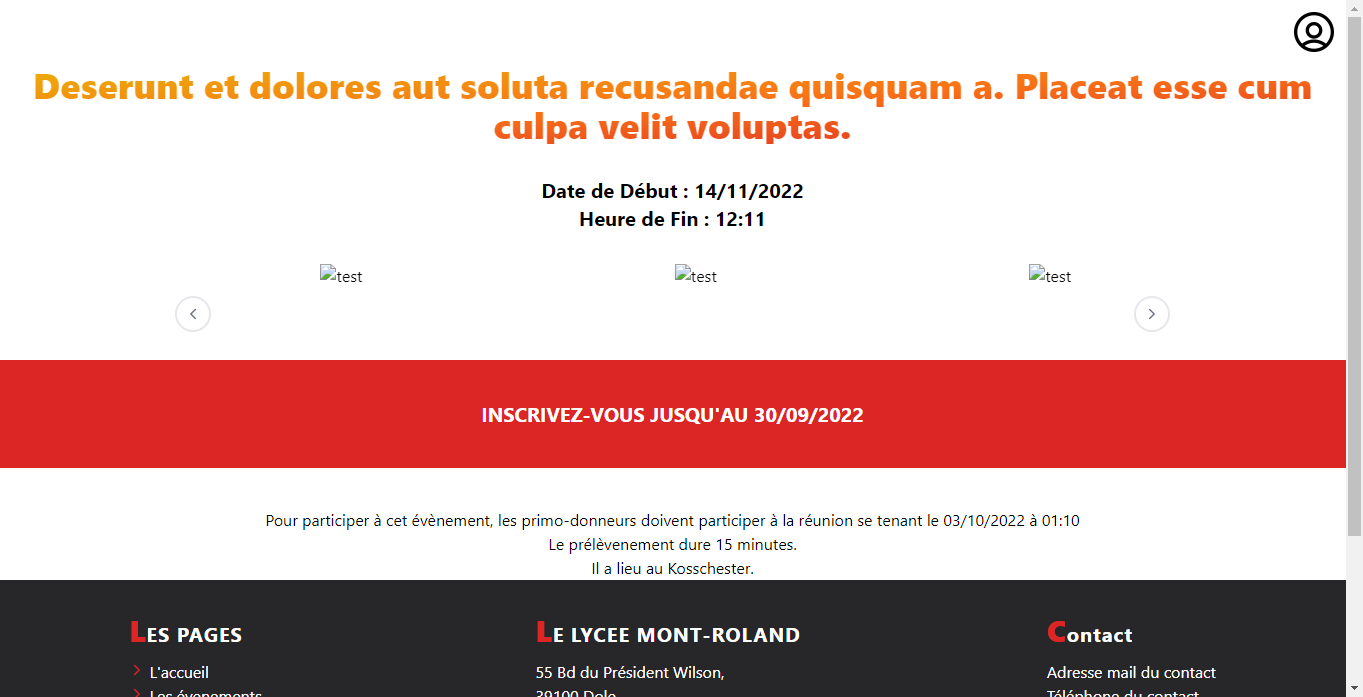 Deserunt et dolores aut soluta recusandae quisquam a. Placeat esse cum
culpa velit voluptas.
Date de Début : 14/11/2022
Heure de Fin : 12:11
test test test
INSCRIVEZ-VOUS JUSQU'AU 30/09/2022
Pour participer à cet évènement, les primo-donneurs doivent participer à la réunion se tenant le 03/10/2022 à 01:10
Le prélèvenement dure 15 minutes.
Il a lieu au Kosschester.
LES PAGES
L'accueil
Les évenements
LE LYCEE MONT-ROLAND
55 Bd du Président Wilson,
39100 Dole
Contact
Adresse mail du contact
Téléphone du contact